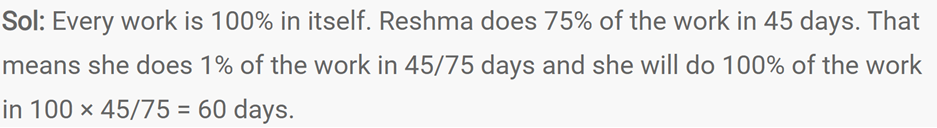 Sol: Every work is 100% in itself. Reshma does 75% of the work in 45 days. That
means she does 1% of the work in 45/75 days and she will do 100% of the work
in 100 × 45/75 = 60 days.